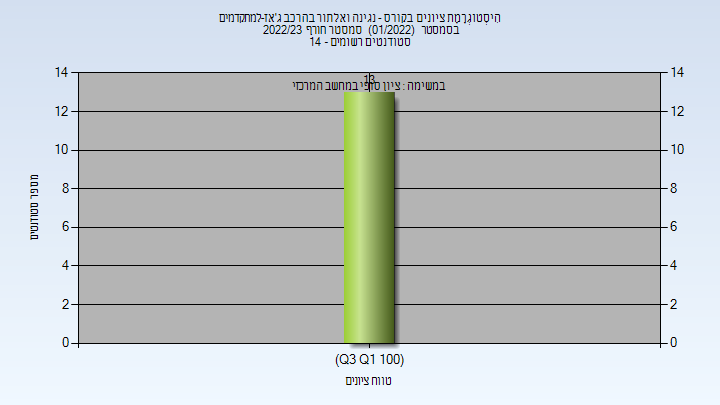 היסטוגרמת ציונים בקורס - נגינה ואלתור בהרכב ג'אז-למתקדמים
בסמסטר (01/2022) סמסטר חורף 2022/23
סטודנטים רשומים - 14
במשימה : ציון סופי במחשב המרכזי
13
14 14
12 12
10 10
8 8
6 6
4 4
2 2
0 0
מספר סטודנטים
(Q3 Q1 100)
טווח ציונים